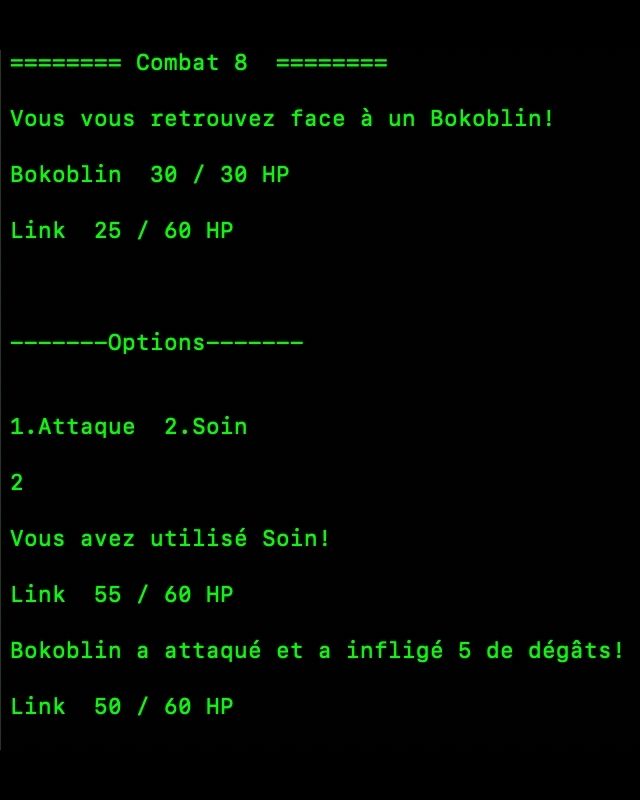 ======== Combat 8  ========
Vous vous retrouvez face à un Bokoblin!
Bokoblin  30 / 30 HP
Link  25 / 60 HP
-------Options-------
1.Attaque  2.Soin
2
Vous avez utilisé Soin!
Link  55 / 60 HP
Bokoblin a attaqué et a infligé 5 de dégâts!
Link  50 / 60 HP